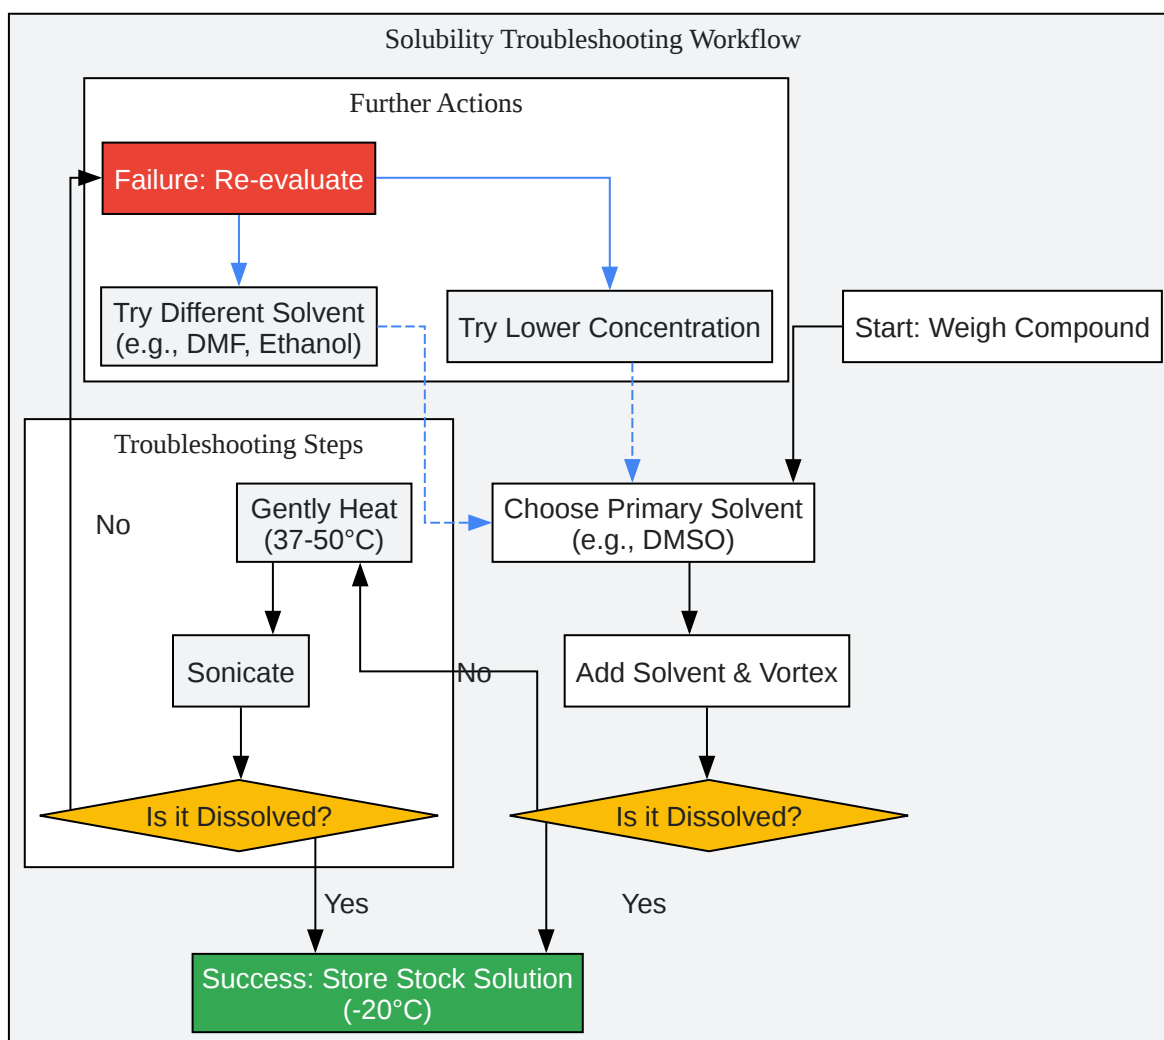 Solubility Troubleshooting Workflow
Further Actions
Failure: Re-evaluate
Try Different Solvent
(e.g., DMF, Ethanol)
Try Lower Concentration
Start: Weigh Compound
Troubleshooting Steps
Gently Heat
(37-50°C)
Choose Primary Solvent
(e.g., DMSO)
No
Sonicate
No
Add Solvent & Vortex
Is it Dissolved?
Is it Dissolved?
Yes
Yes
Success: Store Stock Solution
(-20°C)